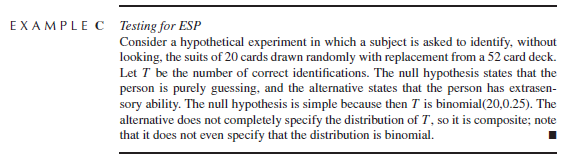 EXAMPLE C Testing for ESP
Consider a hypothetical experiment in which a subject is asked to identify, without
looking, the suits of 20 cards drawn randomly with replacement from a 52 card deck.
Let T be the number of correct identifications. The null hypothesis states that the
person is purely guessing, and the alternative states that the person has extrasen-
sory ability. The null hypothesis is simple because then T is binomial(20,0.25). The
alternative does not completely specify the distribution of T, so it is composite; note
that it does not even specify that the distribution is binomial. ■